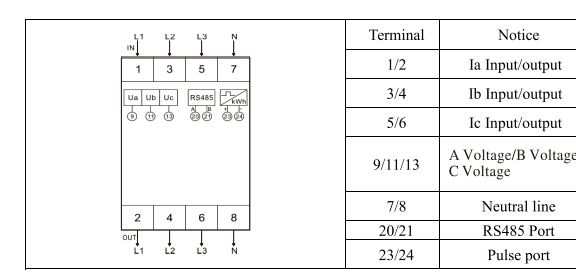 L1 L2 L3 N
IN
1 3 5 7
Ua Ub Uc RS485 kWh
A B + -
9 11 13 20 21 23 24
2 4 6 8
OUT
L1 L2 L3 N
Terminal Notice
1/2 Ia Input/output
3/4 Ib Input/output
5/6 Ic Input/output
9/11/13 A Voltage/B Voltage
C Voltage
7/8 Neutral line
20/21 RS485 Port
23/24 Pulse port